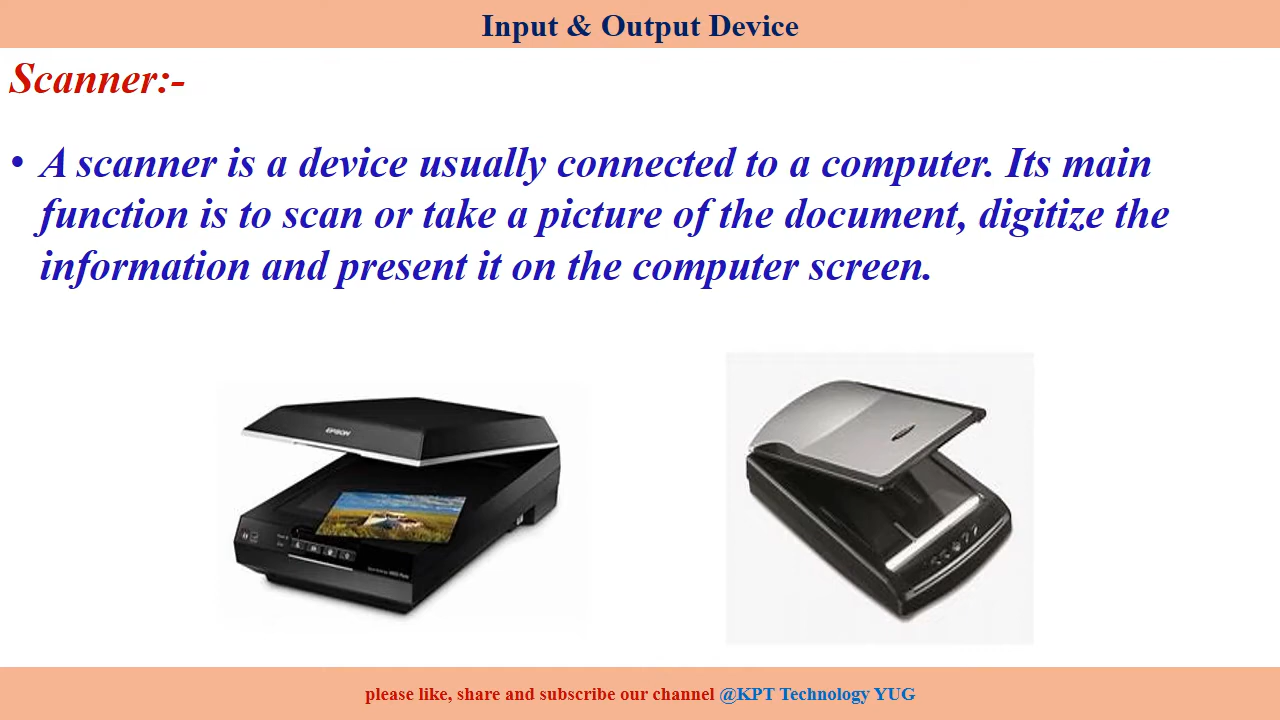 Input & Output Device
Scanner:-
• A scanner is a device usually connected to a computer. Its main
function is to scan or take a picture of the document, digitize the
information and present it on the computer screen.
EPSON
please like, share and subscribe our channel @KPT Technology YUG